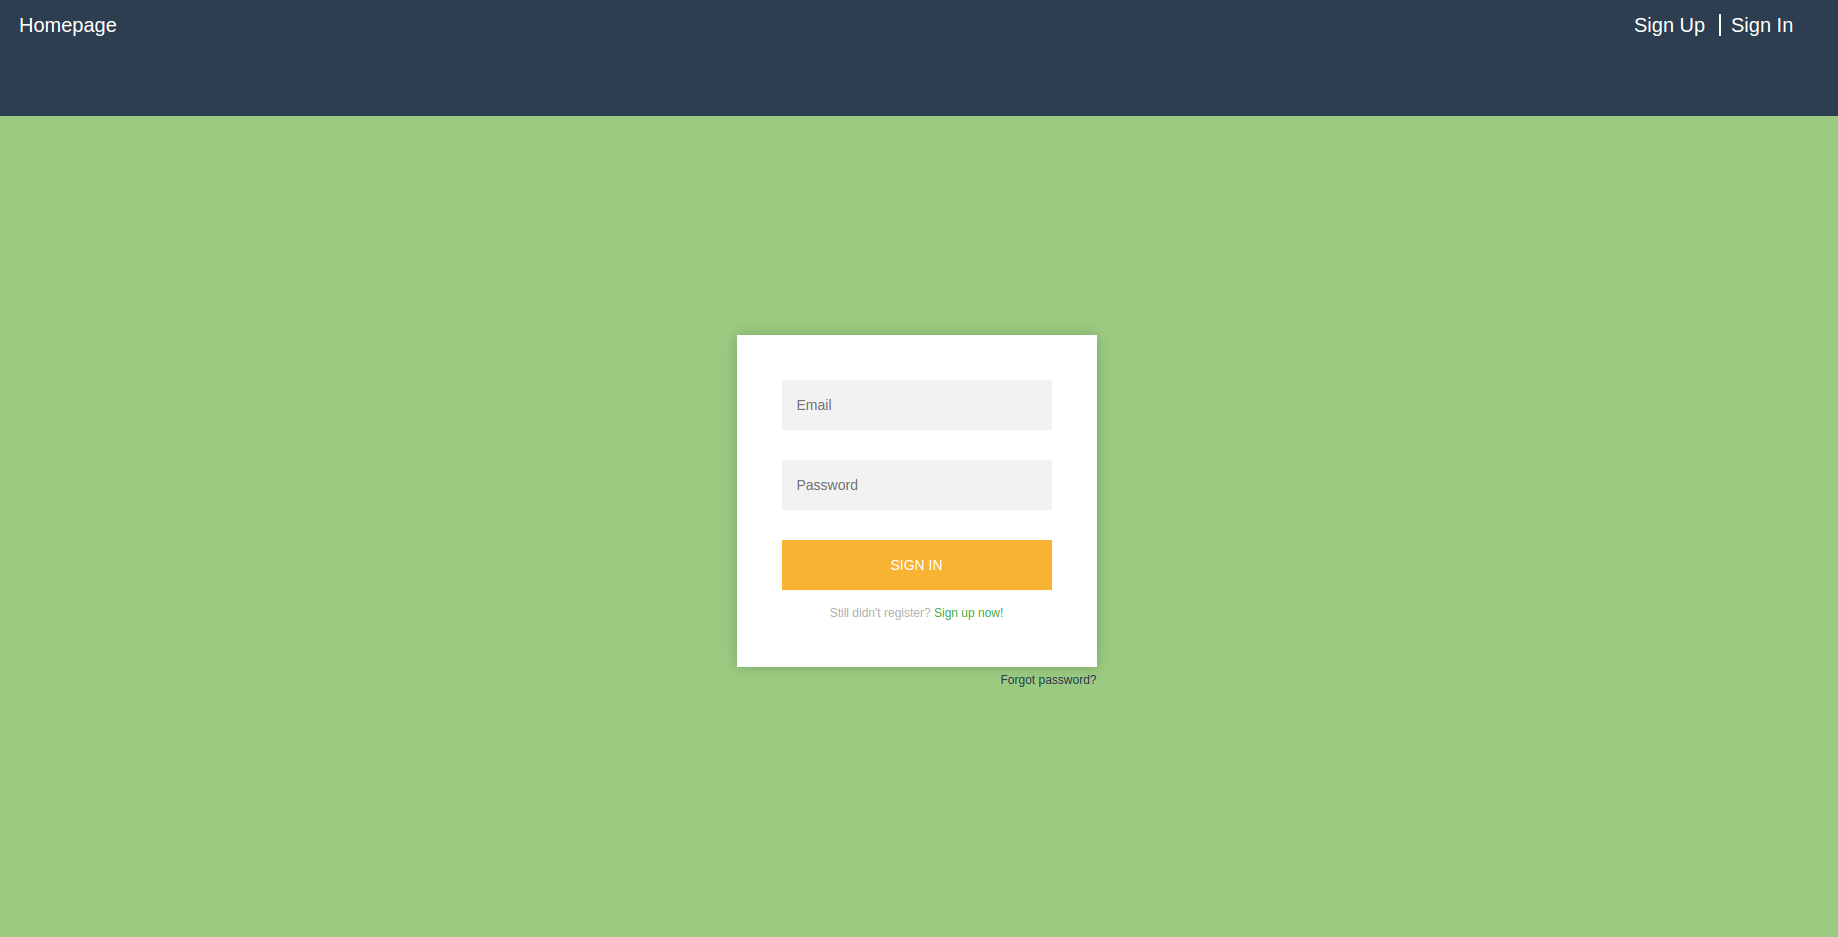 Homepage
Sign Up
Sign In
Email
Password
SIGN IN
Still didn't register? Sign up now!
Forgot password?